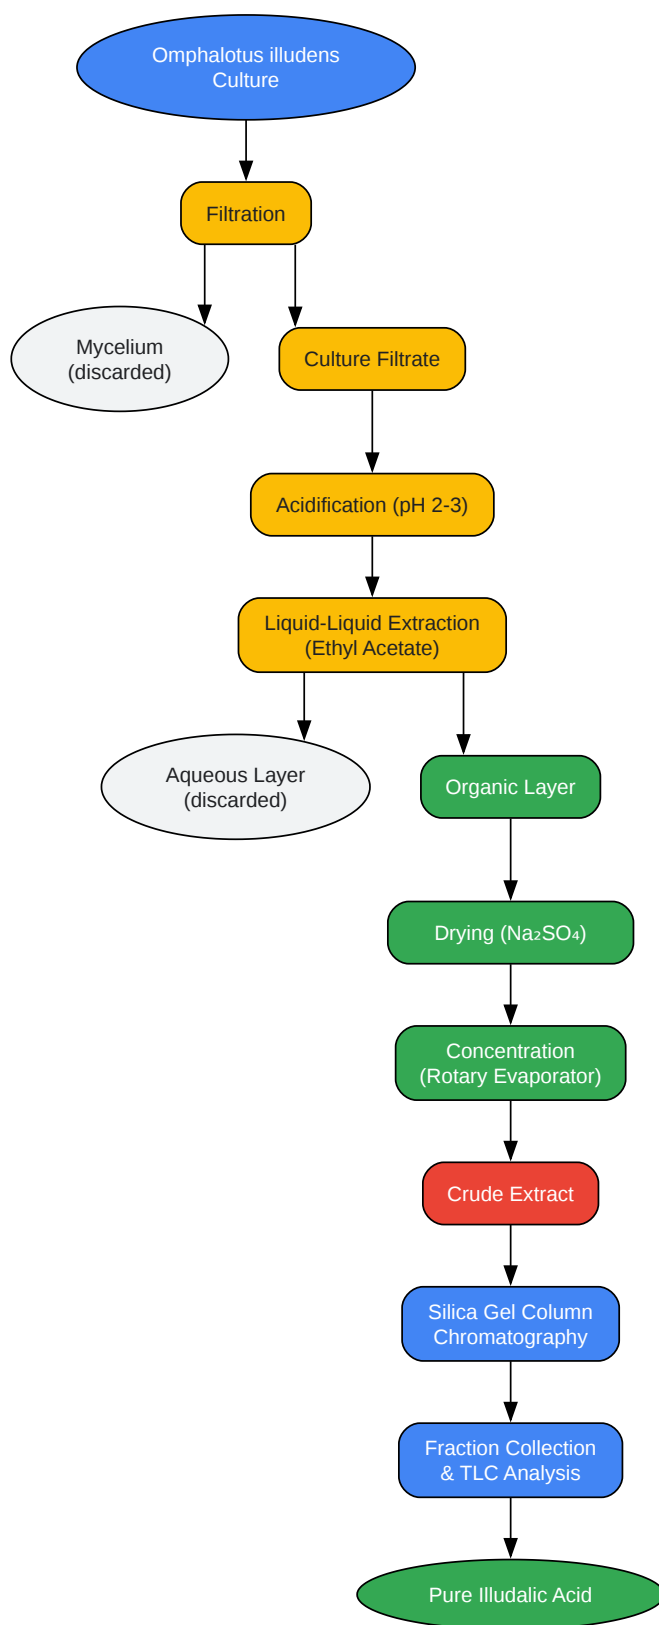 Omphalotus illudens
Culture
Filtration
Mycelium
(discarded)
Culture Filtrate
Acidification (pH 2-3)
Liquid-Liquid Extraction
(Ethyl Acetate)
Aqueous Layer
(discarded)
Organic Layer
Drying (Na₂SO₄)
Concentration
(Rotary Evaporator)
Crude Extract
Silica Gel Column
Chromatography
Fraction Collection
& TLC Analysis
Pure Illudalic Acid